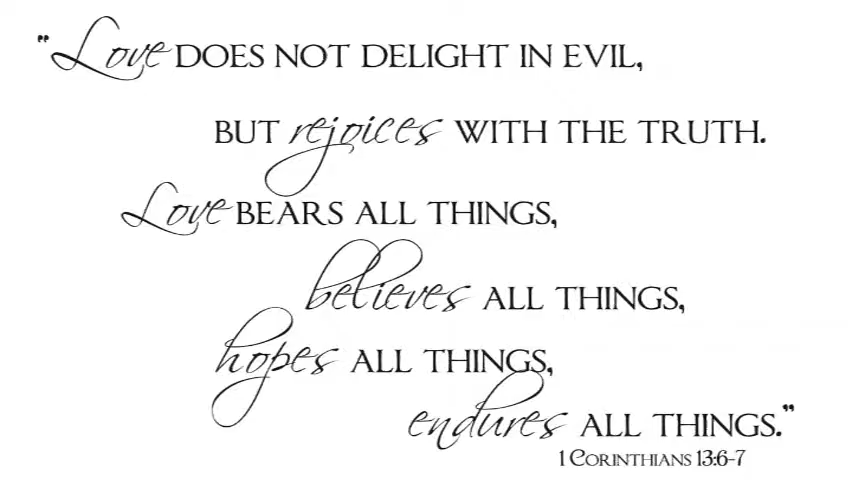 "Love DOES NOT DELIGHT IN EVIL,
BUT rejoices WITH THE TRUTH.
Love BEARS ALL THINGS,
believes ALL THINGS,
hopes ALL THINGS,
endures ALL THINGS."
1 CORINTHIANS 13:6-7